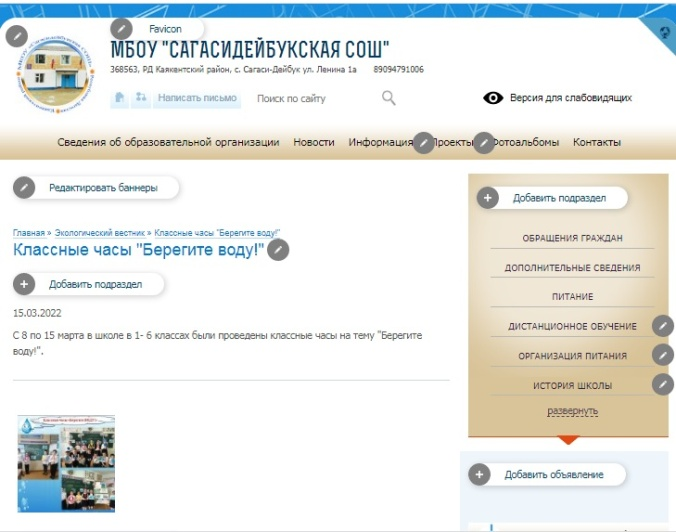 Favicon
МБОУ "САГАСИДЕЙБУКСКАЯ СОШ"
368563, РД Каякентский район, с. Сагаси-Дейбук ул. Ленина 1а 89094791006
Написать письмо
Поиск по сайту
Версия для слабовидящих
Сведения об образовательной организации Новости Информация Проекты Фотоальбомы Контакты
Редактировать баннеры
Главная » Экологический вестник » Классные часы "Берегите воду!"
Классные часы "Берегите воду!"
Добавить подраздел
15.03.2022
С 8 по 15 марта в школе в 1- 6 классах были проведены классные часы на тему "Берегите
воду!".
Добавить подраздел
ОБРАЩЕНИЯ ГРАЖДАН
ДОПОЛНИТЕЛЬНЫЕ СВЕДЕНИЯ
ПИТАНИЕ
ДИСТАНЦИОННОЕ ОБУЧЕНИЕ
ОРГАНИЗАЦИЯ ПИТАНИЯ
ИСТОРИЯ ШКОЛЫ
развернуть
Добавить объявление